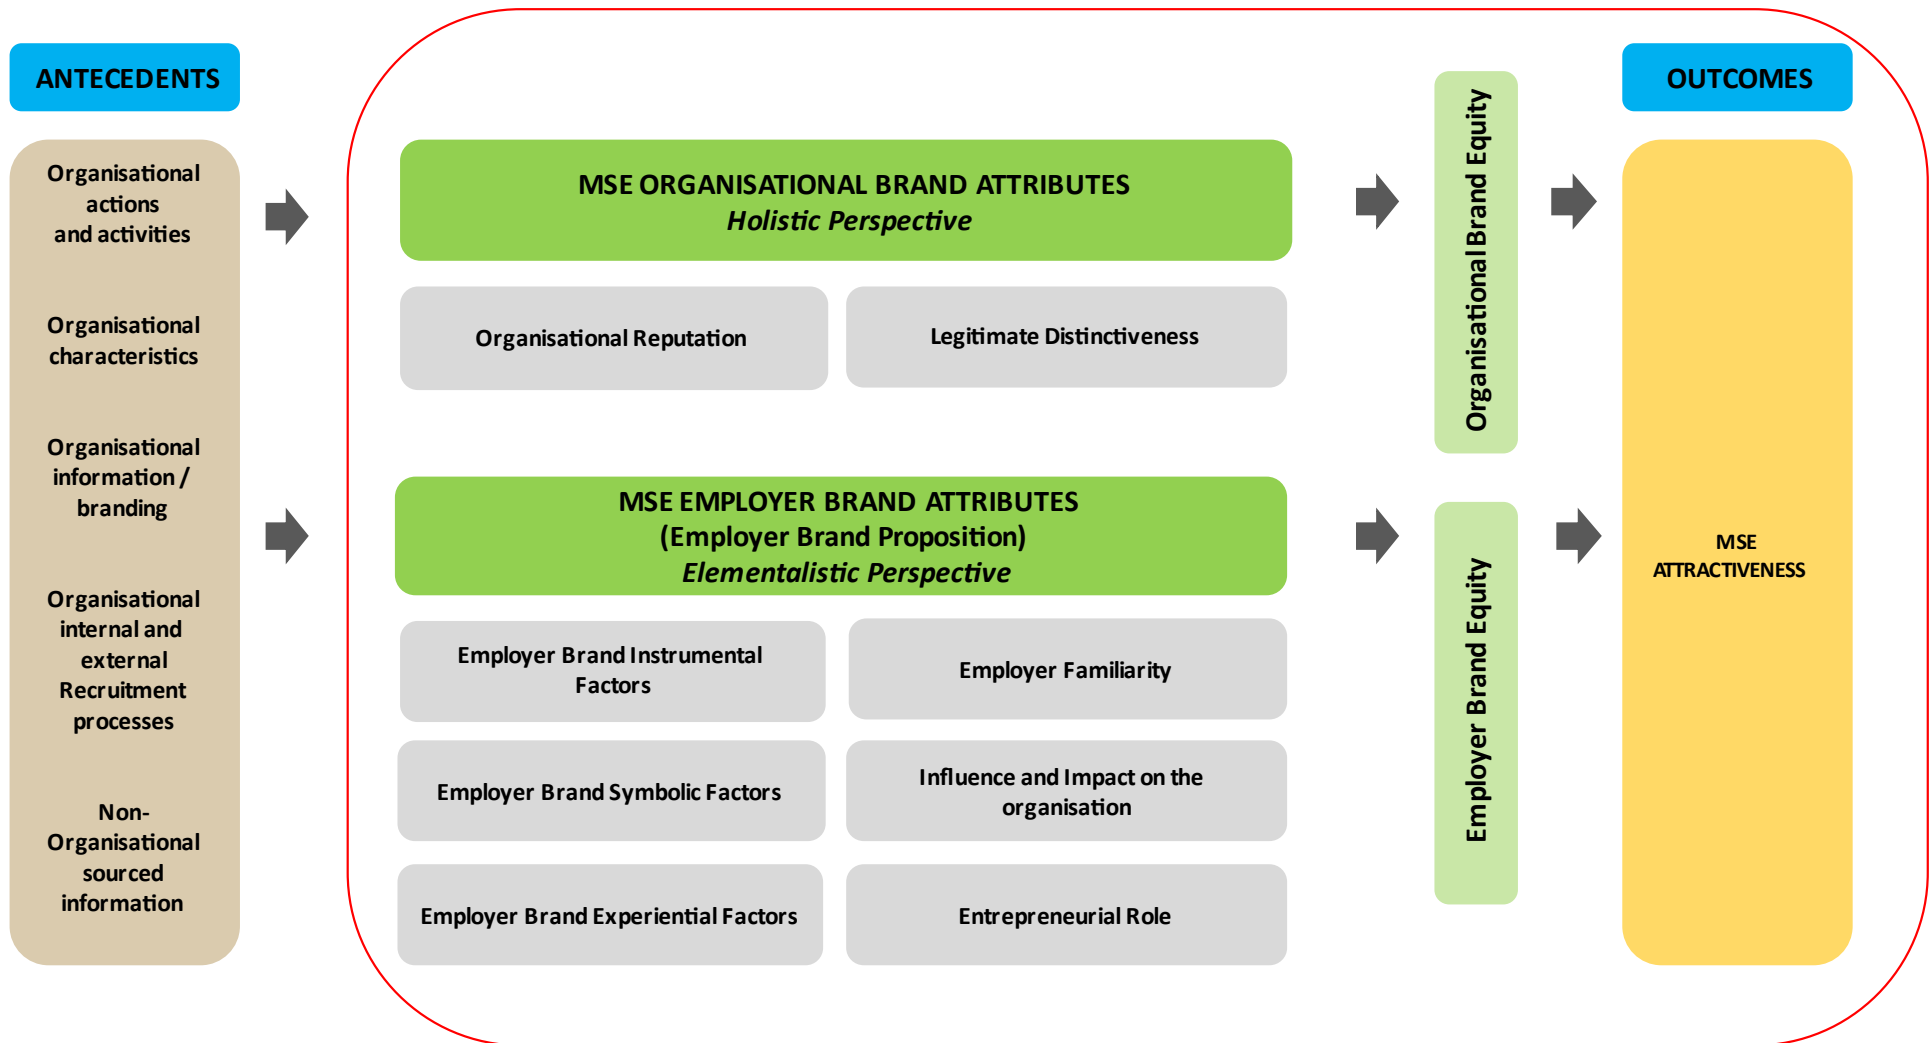 ANTECEDENTS
Organisational
actions
and activities
Organisational
characteristics
Organisational
information /
branding
Organisational
internal and
external
Recruitment
processes
Non-
Organisational
sourced
information
MSE ORGANISATIONAL BRAND ATTRIBUTES
Holistic Perspective
Organisational Reputation
Legitimate Distinctiveness
MSE EMPLOYER BRAND ATTRIBUTES
(Employer Brand Proposition)
Elementalistic Perspective
Employer Brand Instrumental
Factors
Employer Familiarity
Employer Brand Symbolic Factors
Influence and Impact on the
organisation
Employer Brand Experiential Factors
Entrepreneurial Role
Organisational Brand Equity
Employer Brand Equity
OUTCOMES
MSE
ATTRACTIVENESS